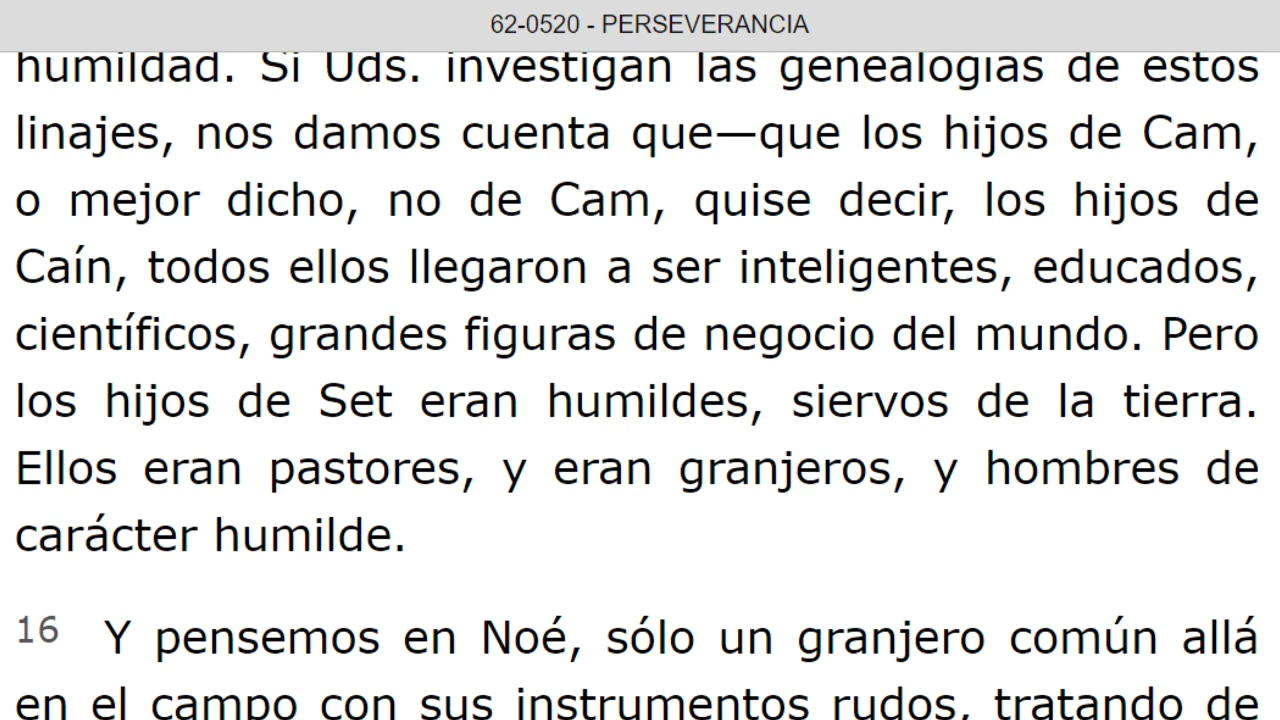 62-0520 - PERSEVERANCIA
humildad. Si Uds. investigan las genealogías de estos
linajes, nos damos cuenta que—que los hijos de Cam,
o mejor dicho, no de Cam, quise decir, los hijos de
Caín, todos ellos llegaron a ser inteligentes, educados,
científicos, grandes figuras de negocio del mundo. Pero
los hijos de Set eran humildes, siervos de la tierra.
Ellos eran pastores, y eran granjeros, y hombres de
carácter humilde.
16 Y pensemos en Noé, sólo un granjero común allá
en el campo con sus instrumentos rudos, tratando de